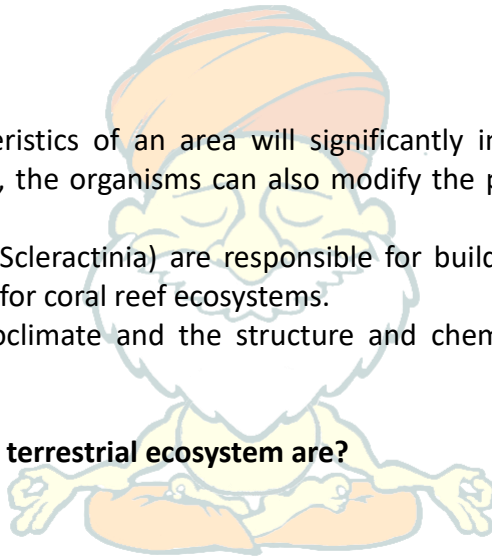 eristics of an area will significantly in
, the organisms can also modify the p
Scleractinia) are responsible for build
for coral reef ecosystems.
oclimate and the structure and chem
terrestrial ecosystem are?